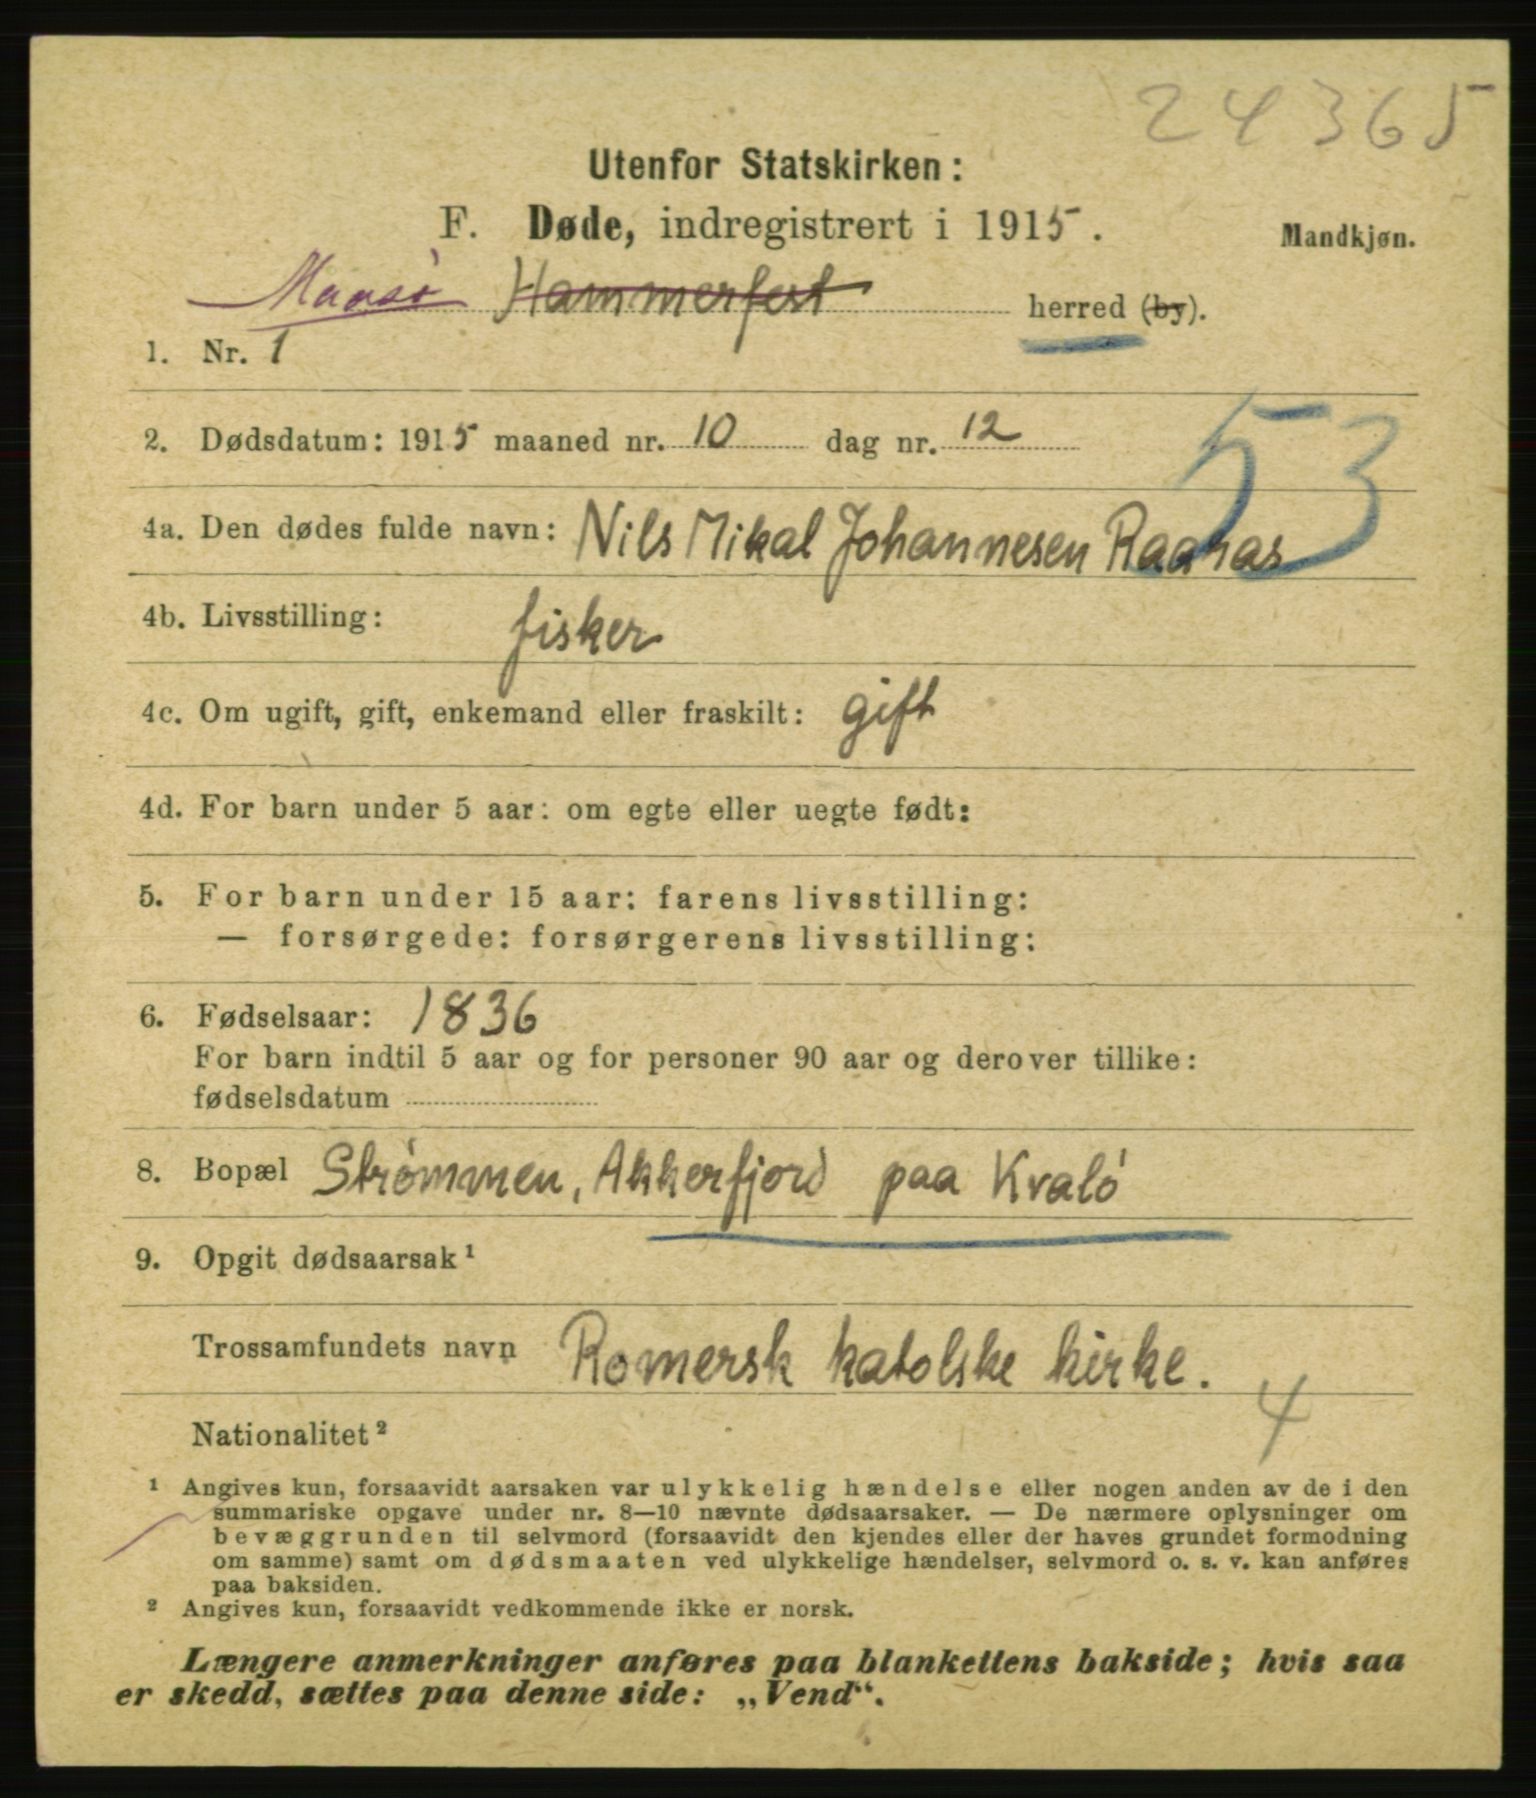 24365
Utenfor Statskirken:
F. Døde, indregistrert i 1915.
Mandkjøn.
Maasö Hammerfest herred (by).
1. Nr. 1
2. Dødsdatum: 1915 maaned nr. 10 dag nr. 12
53
4a. Den dødes fulde navn: Nils Mikal Johannesen Raanas
4b. Livsstilling: fisker
4c. Om ugift, gift, enkemand eller fraskilt: gift
4d. For barn under 5 aar: om egte eller uegte født:
5. For barn under 15 aar: farens livsstilling:
— forsørgede: forsørgerens livsstilling:
6. Fødselsaar: 1836
For barn indtil 5 aar og for personer 90 aar og derover tillike:
fødselsdatum
8. Bopæl Strömmen, Akkerfjord paa Kvalö
9. Opgit dødsaarsak ¹
Trossamfundets navn Romersk katolske kirke.
4
Nationalitet ²
¹ Angives kun, forsaavidt aarsaken var ulykkelig hændelse eller nogen anden av de i den
summariske opgave under nr. 8—10 nævnte dødsaarsaker. — De nærmere oplysninger om
bevæggrunden til selvmord (forsaavidt den kjendes eller der haves grundet formodning
om samme) samt om dødsmaaten ved ulykkelige hændelser, selvmord o. s. v. kan anføres
paa baksiden.
² Angives kun, forsaavidt vedkommende ikke er norsk.
Længere anmerkninger anføres paa blankettens bakside; hvis saa
er skedd, sættes paa denne side: „Vend“.